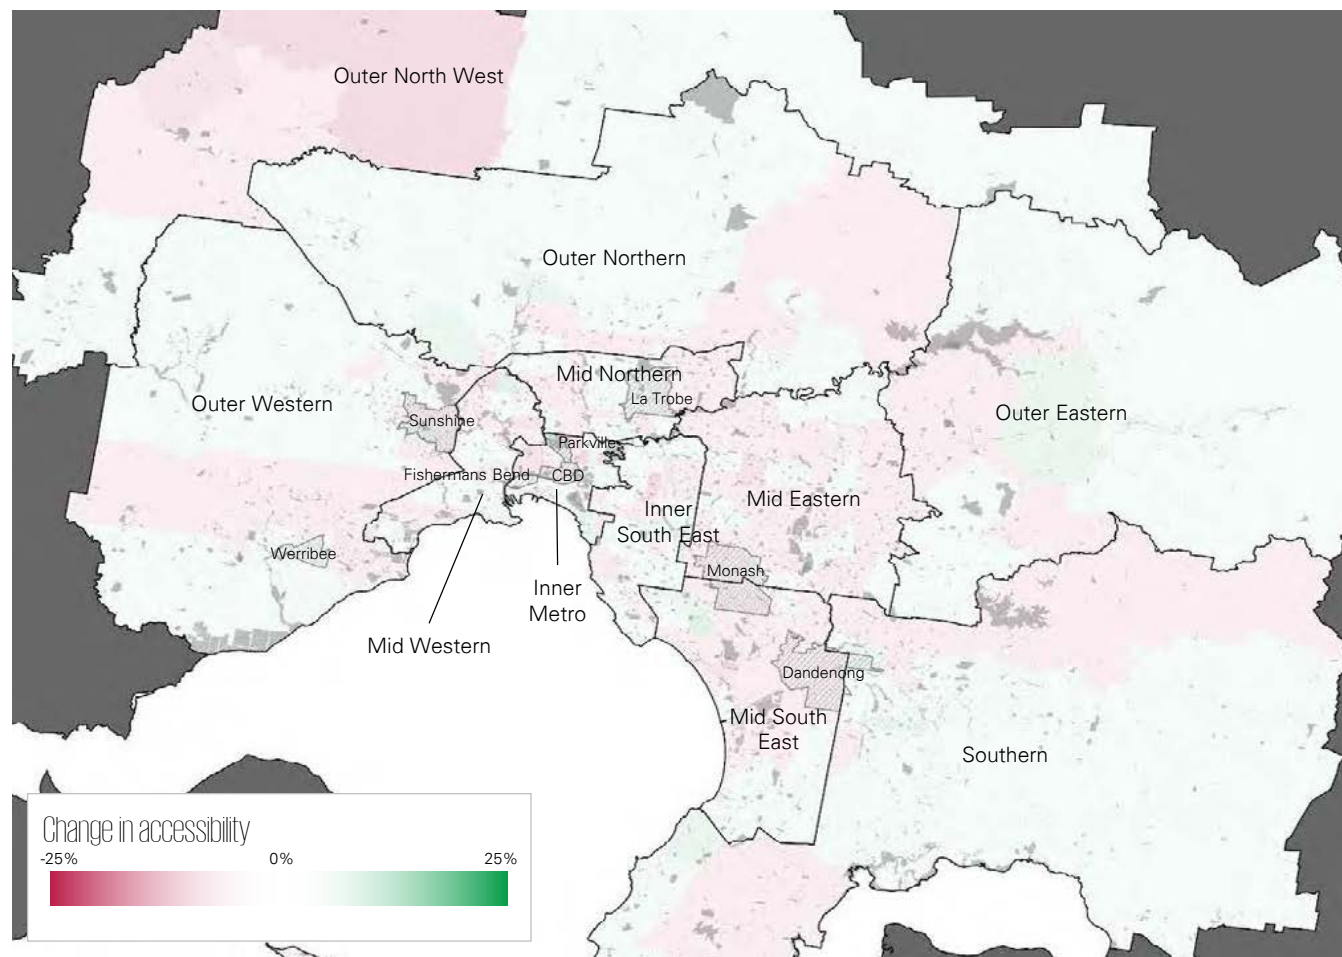 Outer North West
Outer Northern
Mid Northern
La Trobe
Outer Western
Sunshine
Outer Eastern
Parkville
Fishermans Bend
CBD
Mid Eastern
Inner
South East
Werribee
Monash
Inner
Metro
Mid Western
Dandenong
Mid South
East
Southern
Change in accessibility
-25%
0%
25%